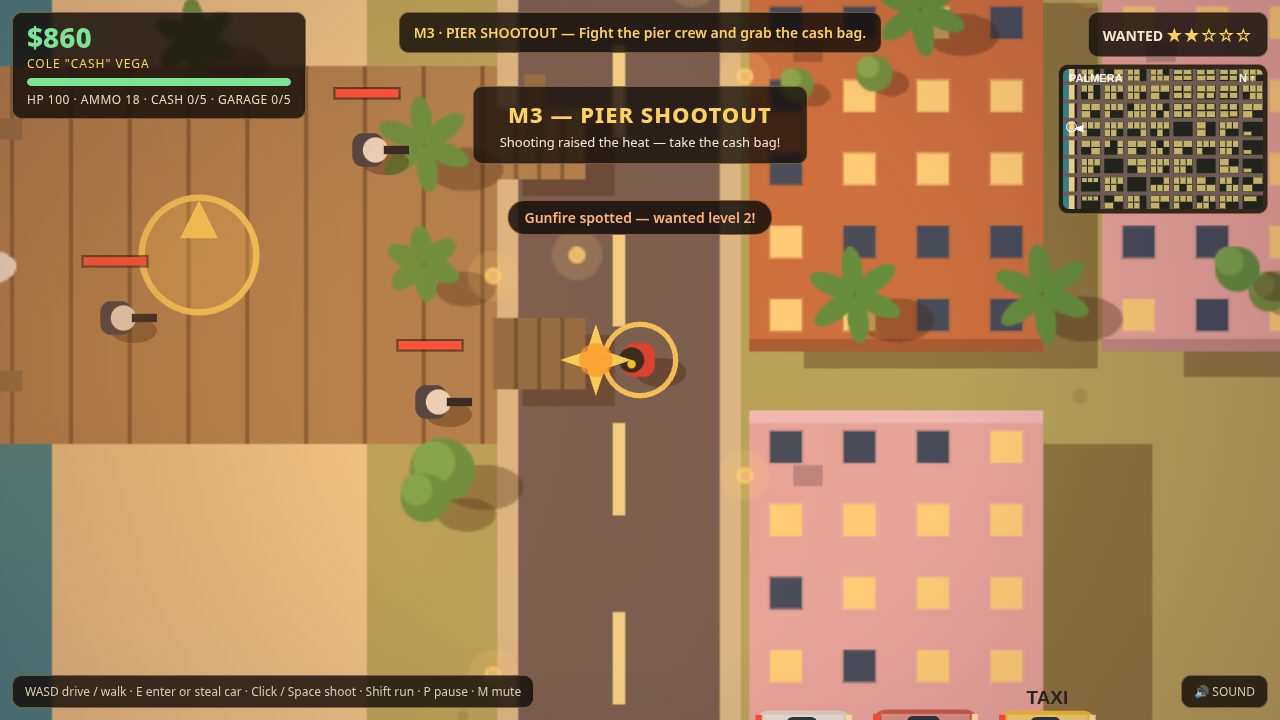 $860
COLE "CASH" VEGA
HP 100 · AMMO 18 · CASH 0/5 · GARAGE 0/5
M3 · PIER SHOOTOUT — Fight the pier crew and grab the cash bag.
WANTED ★★☆☆☆
PALMERA
M3 — PIER SHOOTOUT
Shooting raised the heat — take the cash bag!
Gunfire spotted — wanted level 2!
TAXI
WASD drive / walk · E enter or steal car · Click / Space shoot · Shift run · P pause · M mute
🔊 SOUND